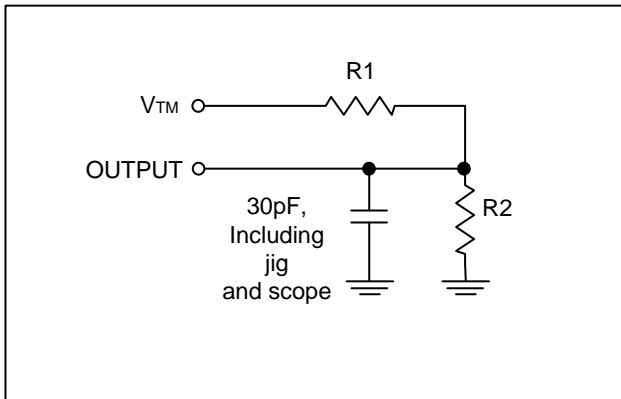 R1
VTM
OUTPUT
30pF,
Including
jig
and scope
R2